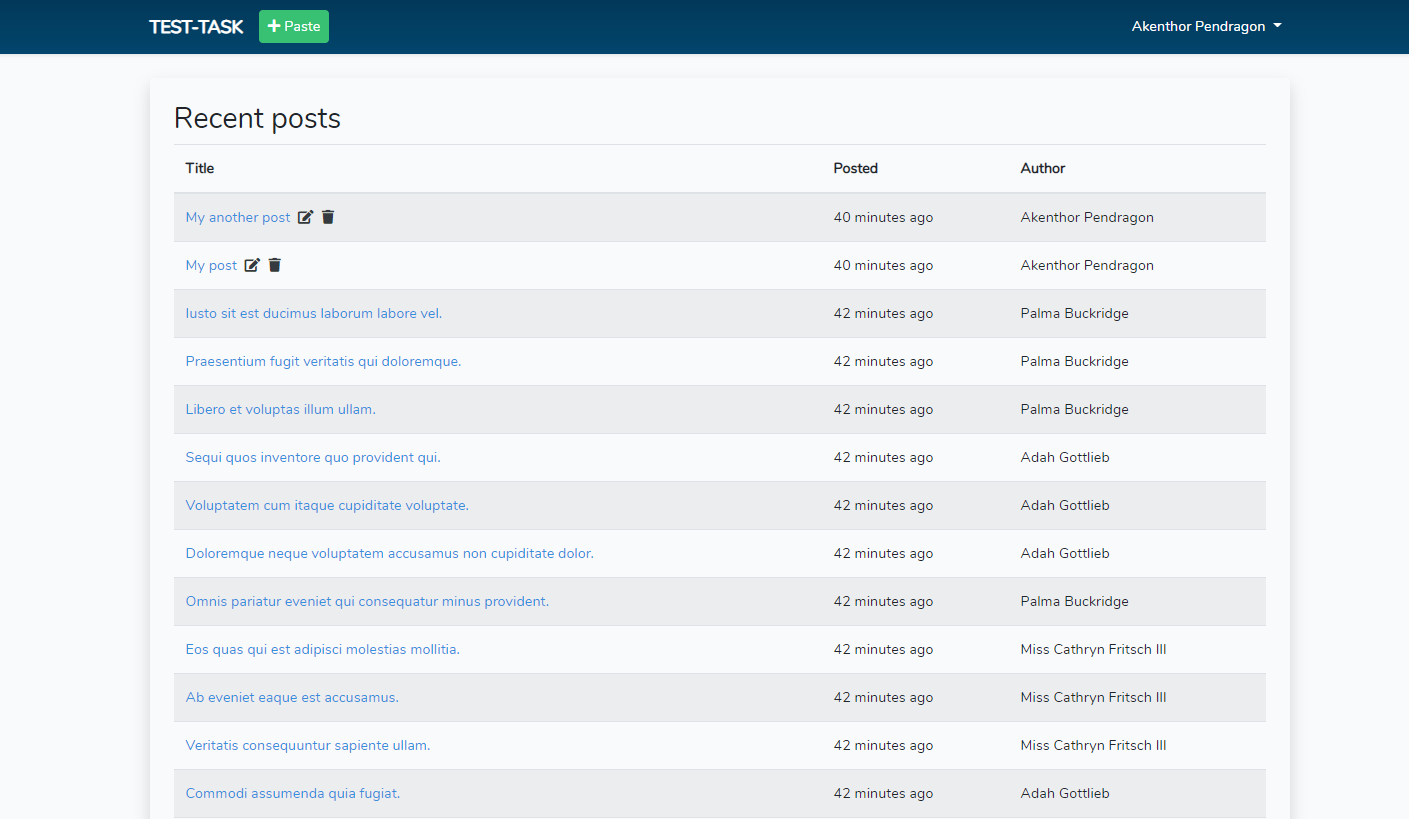 TEST-TASK Paste Akenthor Pendragon
Recent posts
Title Posted Author
My another post 40 minutes ago Akenthor Pendragon
My post 40 minutes ago Akenthor Pendragon
Iusto sit est ducimus laborum labore vel. 42 minutes ago Palma Buckridge
Praesentium fugit veritatis qui doloremque. 42 minutes ago Palma Buckridge
Libero et voluptas illum ullam. 42 minutes ago Palma Buckridge
Sequi quos inventore quo provident qui. 42 minutes ago Adah Gottlieb
Voluptatem cum itaque cupiditate voluptate. 42 minutes ago Adah Gottlieb
Doloremque neque voluptatem accusamus non cupiditate dolor. 42 minutes ago Adah Gottlieb
Omnis pariatur eveniet qui consequatur minus provident. 42 minutes ago Palma Buckridge
Eos quas qui est adipisci molestias mollitia. 42 minutes ago Miss Cathryn Fritsch III
Ab eveniet eaque est accusamus. 42 minutes ago Miss Cathryn Fritsch III
Veritatis consequuntur sapiente ullam. 42 minutes ago Miss Cathryn Fritsch III
Commodi assumenda quia fugiat. 42 minutes ago Adah Gottlieb